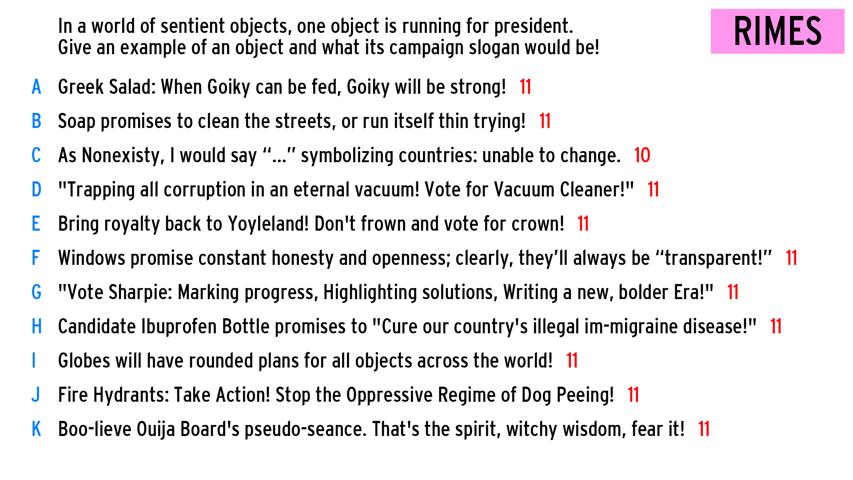 In a world of sentient objects, one object is running for president.
Give an example of an object and what its campaign slogan would be!
RIMES
A Greek Salad: When Goiky can be fed, Goiky will be strong! 11
B Soap promises to clean the streets, or run itself thin trying! 11
C As Nonexisty, I would say “...” symbolizing countries: unable to change. 10
D "Trapping all corruption in an eternal vacuum! Vote for Vacuum Cleaner!" 11
E Bring royalty back to Yoyleland! Don't frown and vote for crown! 11
F Windows promise constant honesty and openness; clearly, they’ll always be “transparent!” 11
G "Vote Sharpie: Marking progress, Highlighting solutions, Writing a new, bolder Era!" 11
H Candidate Ibuprofen Bottle promises to "Cure our country's illegal im-migraine disease!" 11
I Globes will have rounded plans for all objects across the world! 11
J Fire Hydrants: Take Action! Stop the Oppressive Regime of Dog Peeing! 11
K Boo-lieve Ouija Board's pseudo-seance. That's the spirit, witchy wisdom, fear it! 11